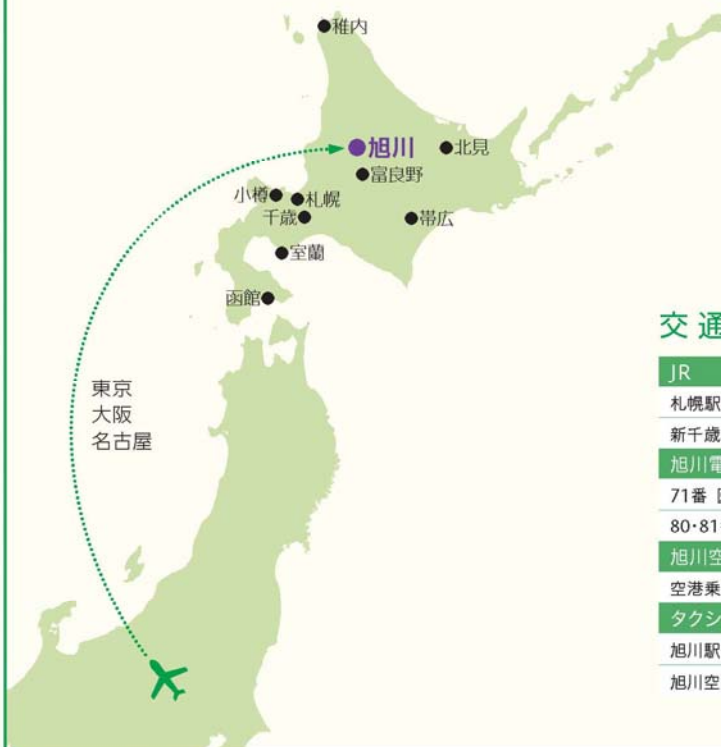 稚内
旭川
北見
富良野
小樽
札幌
千歳
帯広
室蘭
函館
東京
大阪
名古屋
交通
JR
札幌駅
新千歳
旭川電
71番
80・81
旭川空
空港乗
タクシ
旭川駅
旭川空